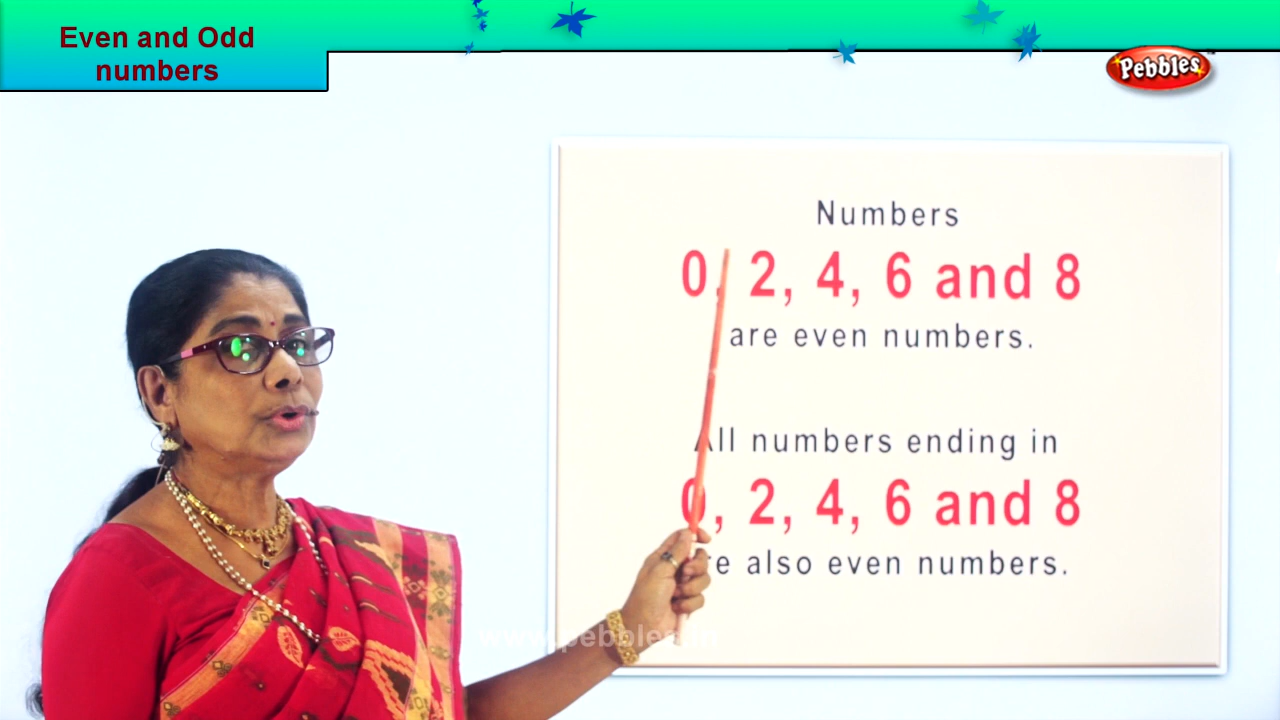 Even and Odd
numbers
Pebbles
Numbers
0, 2, 4, 6 and 8
are even numbers.
All numbers ending in
0, 2, 4, 6 and 8
are also even numbers.